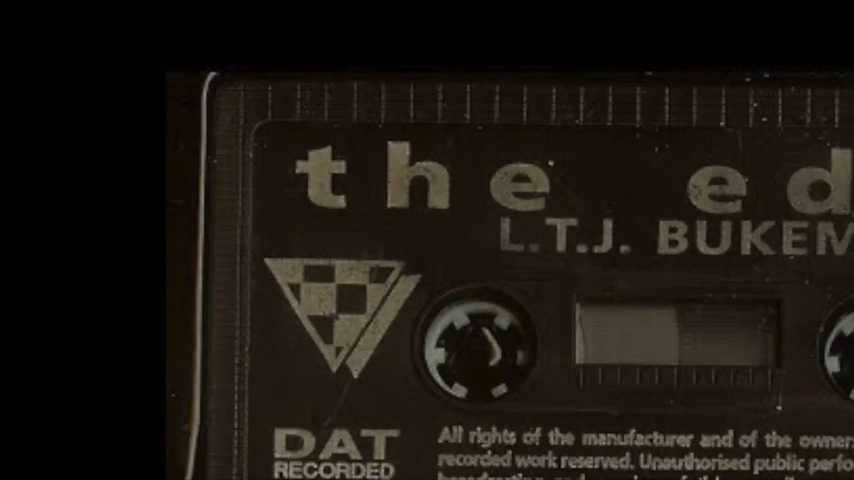 the ed
L.T.J. BUKEM
DAT
RECORDED
All rights of the manufacturer and of the owner
recorded work reserved. Unauthorised public perfo